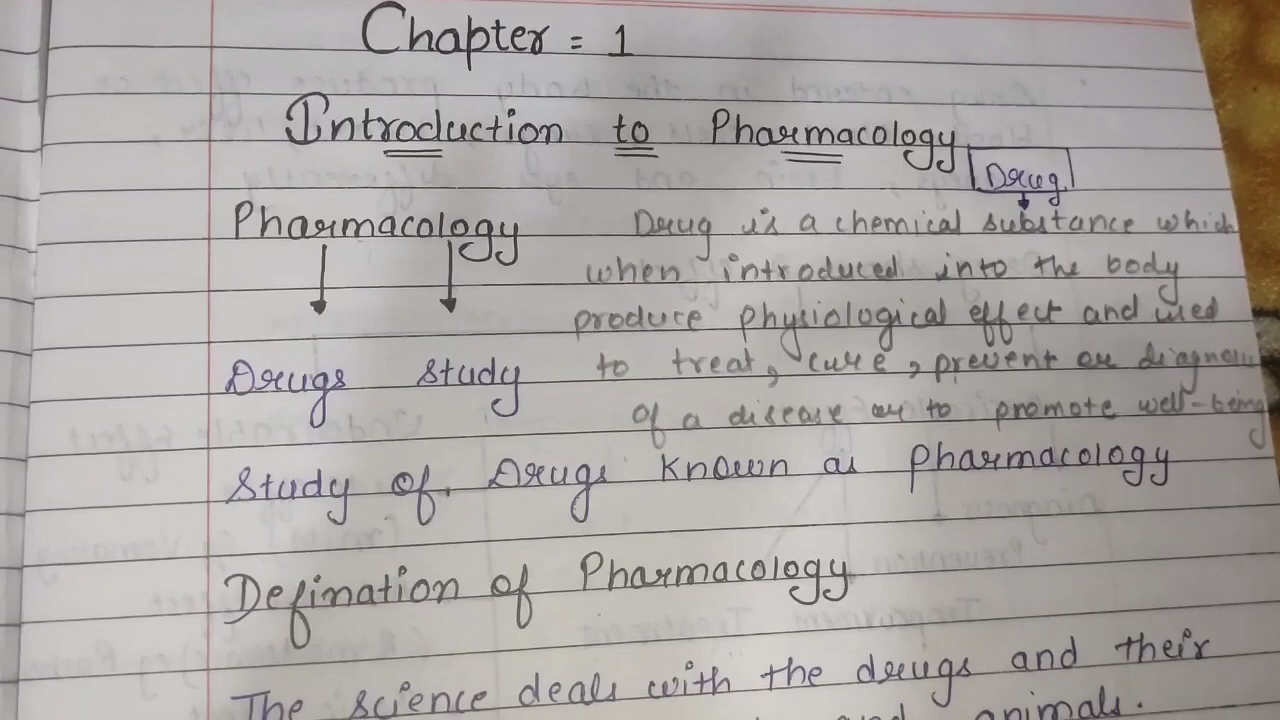 Chapter = 1
Introduction to Pharmacology
Drug
Pharmacology
Drug is a chemical substance which
when introduced into the body
produce physiological effect and used
to treat, cure, prevent or
of a disease or to promote well-being
Drugs study
Study of Drugs known as pharmacology
Defination of Pharmacology
The science deals with the drugs and their
and animals.